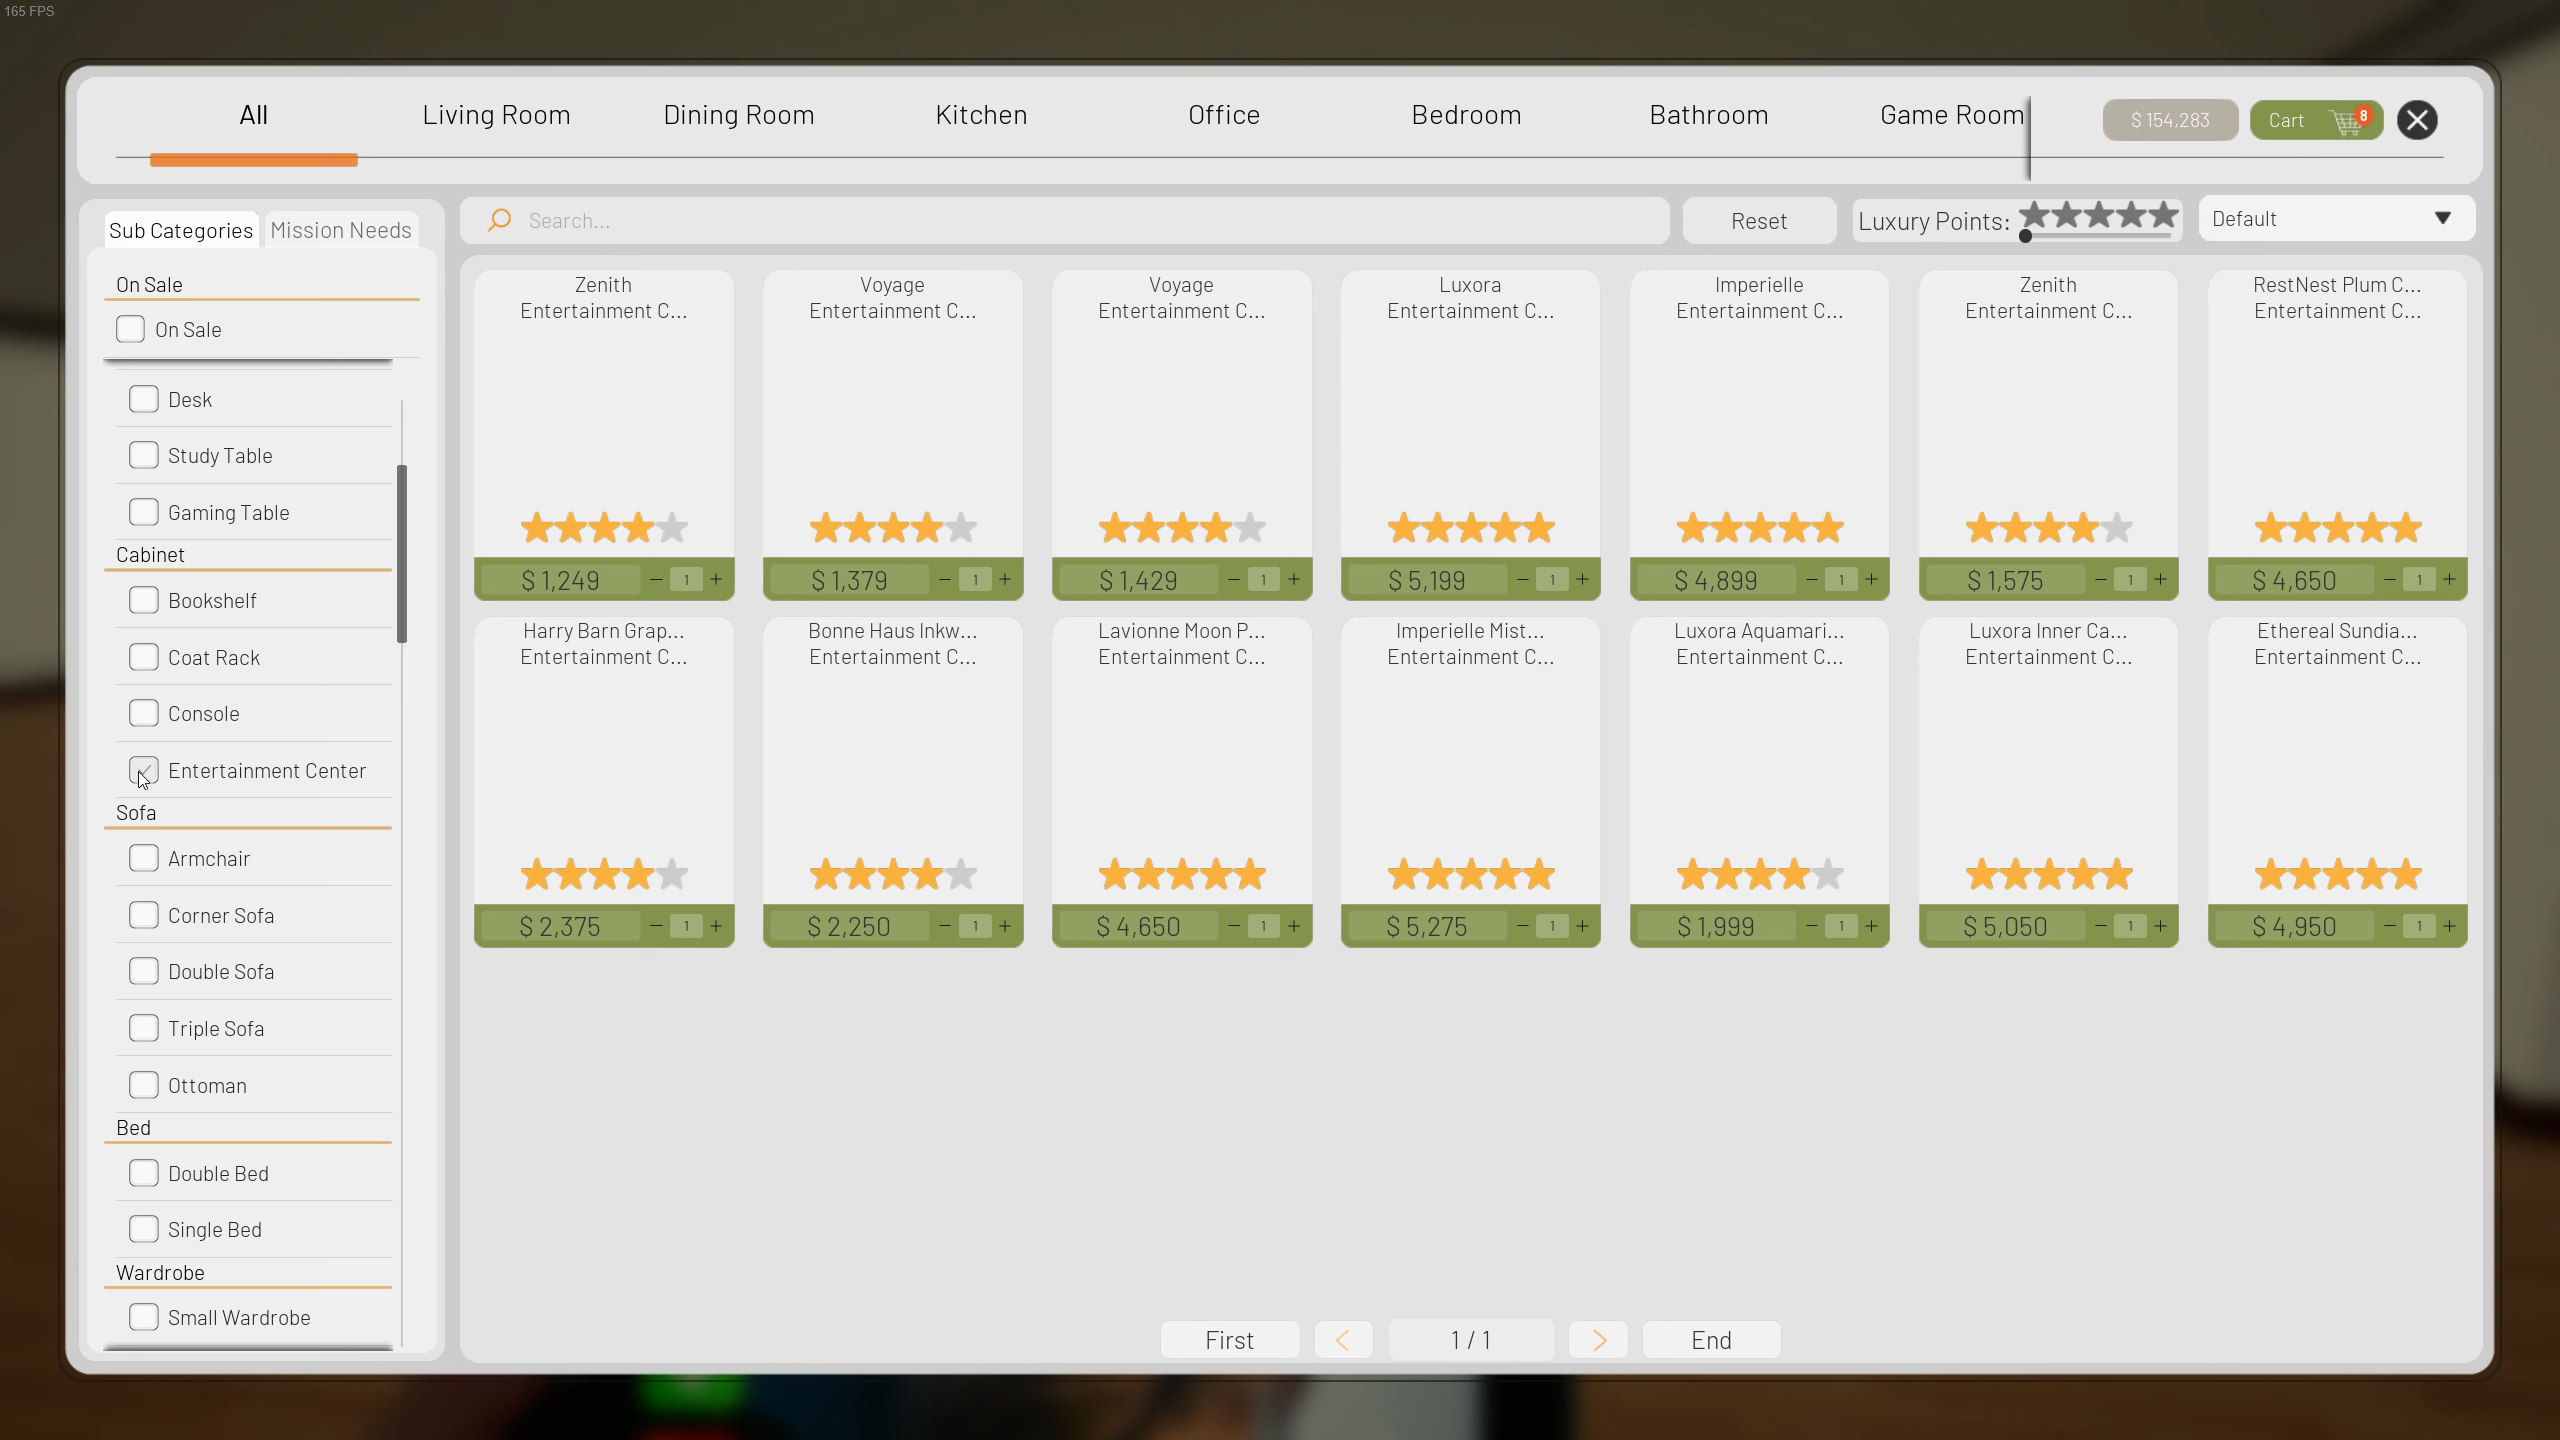 165 FPS
All
Living Room
Dining Room
Kitchen
Office
Bedroom
Bathroom
Game Room
$ 154,283
Cart
8
Sub Categories
Mission Needs
Search...
Reset
Luxury Points:
Default
On Sale
On Sale
Desk
Study Table
Gaming Table
Cabinet
Bookshelf
Coat Rack
Console
Entertainment Center
Sofa
Armchair
Corner Sofa
Double Sofa
Triple Sofa
Ottoman
Bed
Double Bed
Single Bed
Wardrobe
Small Wardrobe
Zenith
Entertainment C...
$ 1,249
− 1 +
Voyage
Entertainment C...
$ 1,379
− 1 +
Voyage
Entertainment C...
$ 1,429
− 1 +
Luxora
Entertainment C...
$ 5,199
− 1 +
Imperielle
Entertainment C...
$ 4,899
− 1 +
Zenith
Entertainment C...
$ 1,575
− 1 +
RestNest Plum C...
Entertainment C...
$ 4,650
− 1 +
Harry Barn Grap...
Entertainment C...
$ 2,375
− 1 +
Bonne Haus Inkw...
Entertainment C...
$ 2,250
− 1 +
Lavionne Moon P...
Entertainment C...
$ 4,650
− 1 +
Imperielle Mist...
Entertainment C...
$ 5,275
− 1 +
Luxora Aquamari...
Entertainment C...
$ 1,999
− 1 +
Luxora Inner Ca...
Entertainment C...
$ 5,050
− 1 +
Ethereal Sundia...
Entertainment C...
$ 4,950
− 1 +
First
1 / 1
End